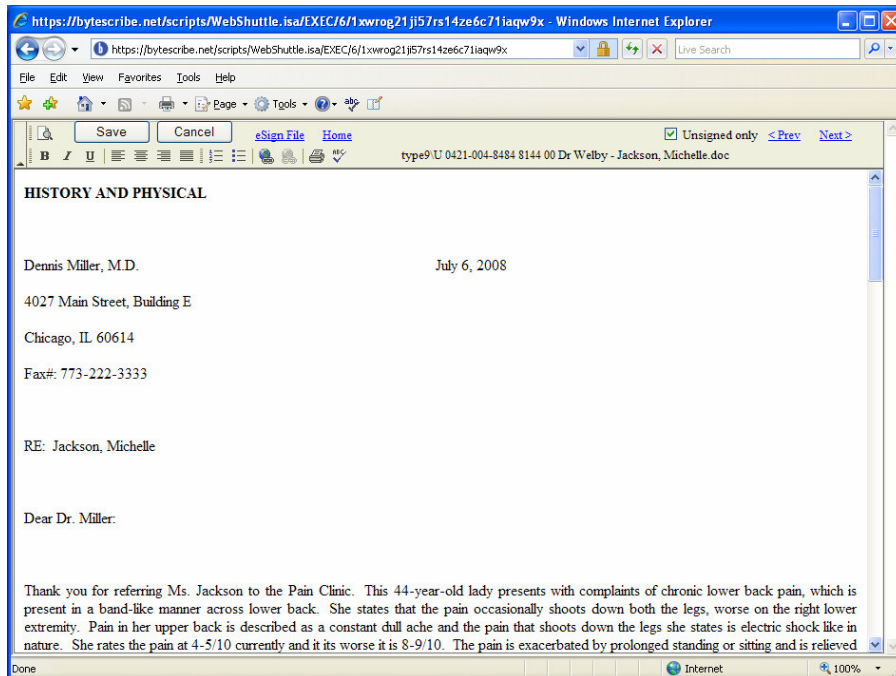 https://bytescribe.net/scripts/WebShuttle.isa/EXEC/6/1xwrog21ji57rs14ze6c71iaqw9x - Windows Internet Explorer
https://bytescribe.net/scripts/WebShuttle.isa/EXEC/6/1xwrog21ji57rs14ze6c71iaqw9x Live Search
File Edit View Favorites Tools Help
Page Tools
Save Cancel eSign File Home Unsigned only < Prev Next >
B I U type9\U 0421-004-8484 8144 00 Dr Welby - Jackson, Michelle.doc
HISTORY AND PHYSICAL
Dennis Miller, M.D. July 6, 2008
4027 Main Street, Building E
Chicago, IL 60614
Fax#: 773-222-3333
RE: Jackson, Michelle
Dear Dr. Miller:
Thank you for referring Ms. Jackson to the Pain Clinic. This 44-year-old lady presents with complaints of chronic lower back pain, which is
present in a band-like manner across lower back. She states that the pain occasionally shoots down both the legs, worse on the right lower
extremity. Pain in her upper back is described as a constant dull ache and the pain that shoots down the legs she states is electric shock like in
nature. She rates the pain at 4-5/10 currently and it its worse it is 8-9/10. The pain is exacerbated by prolonged standing or sitting and is relieved
Done Internet 100%